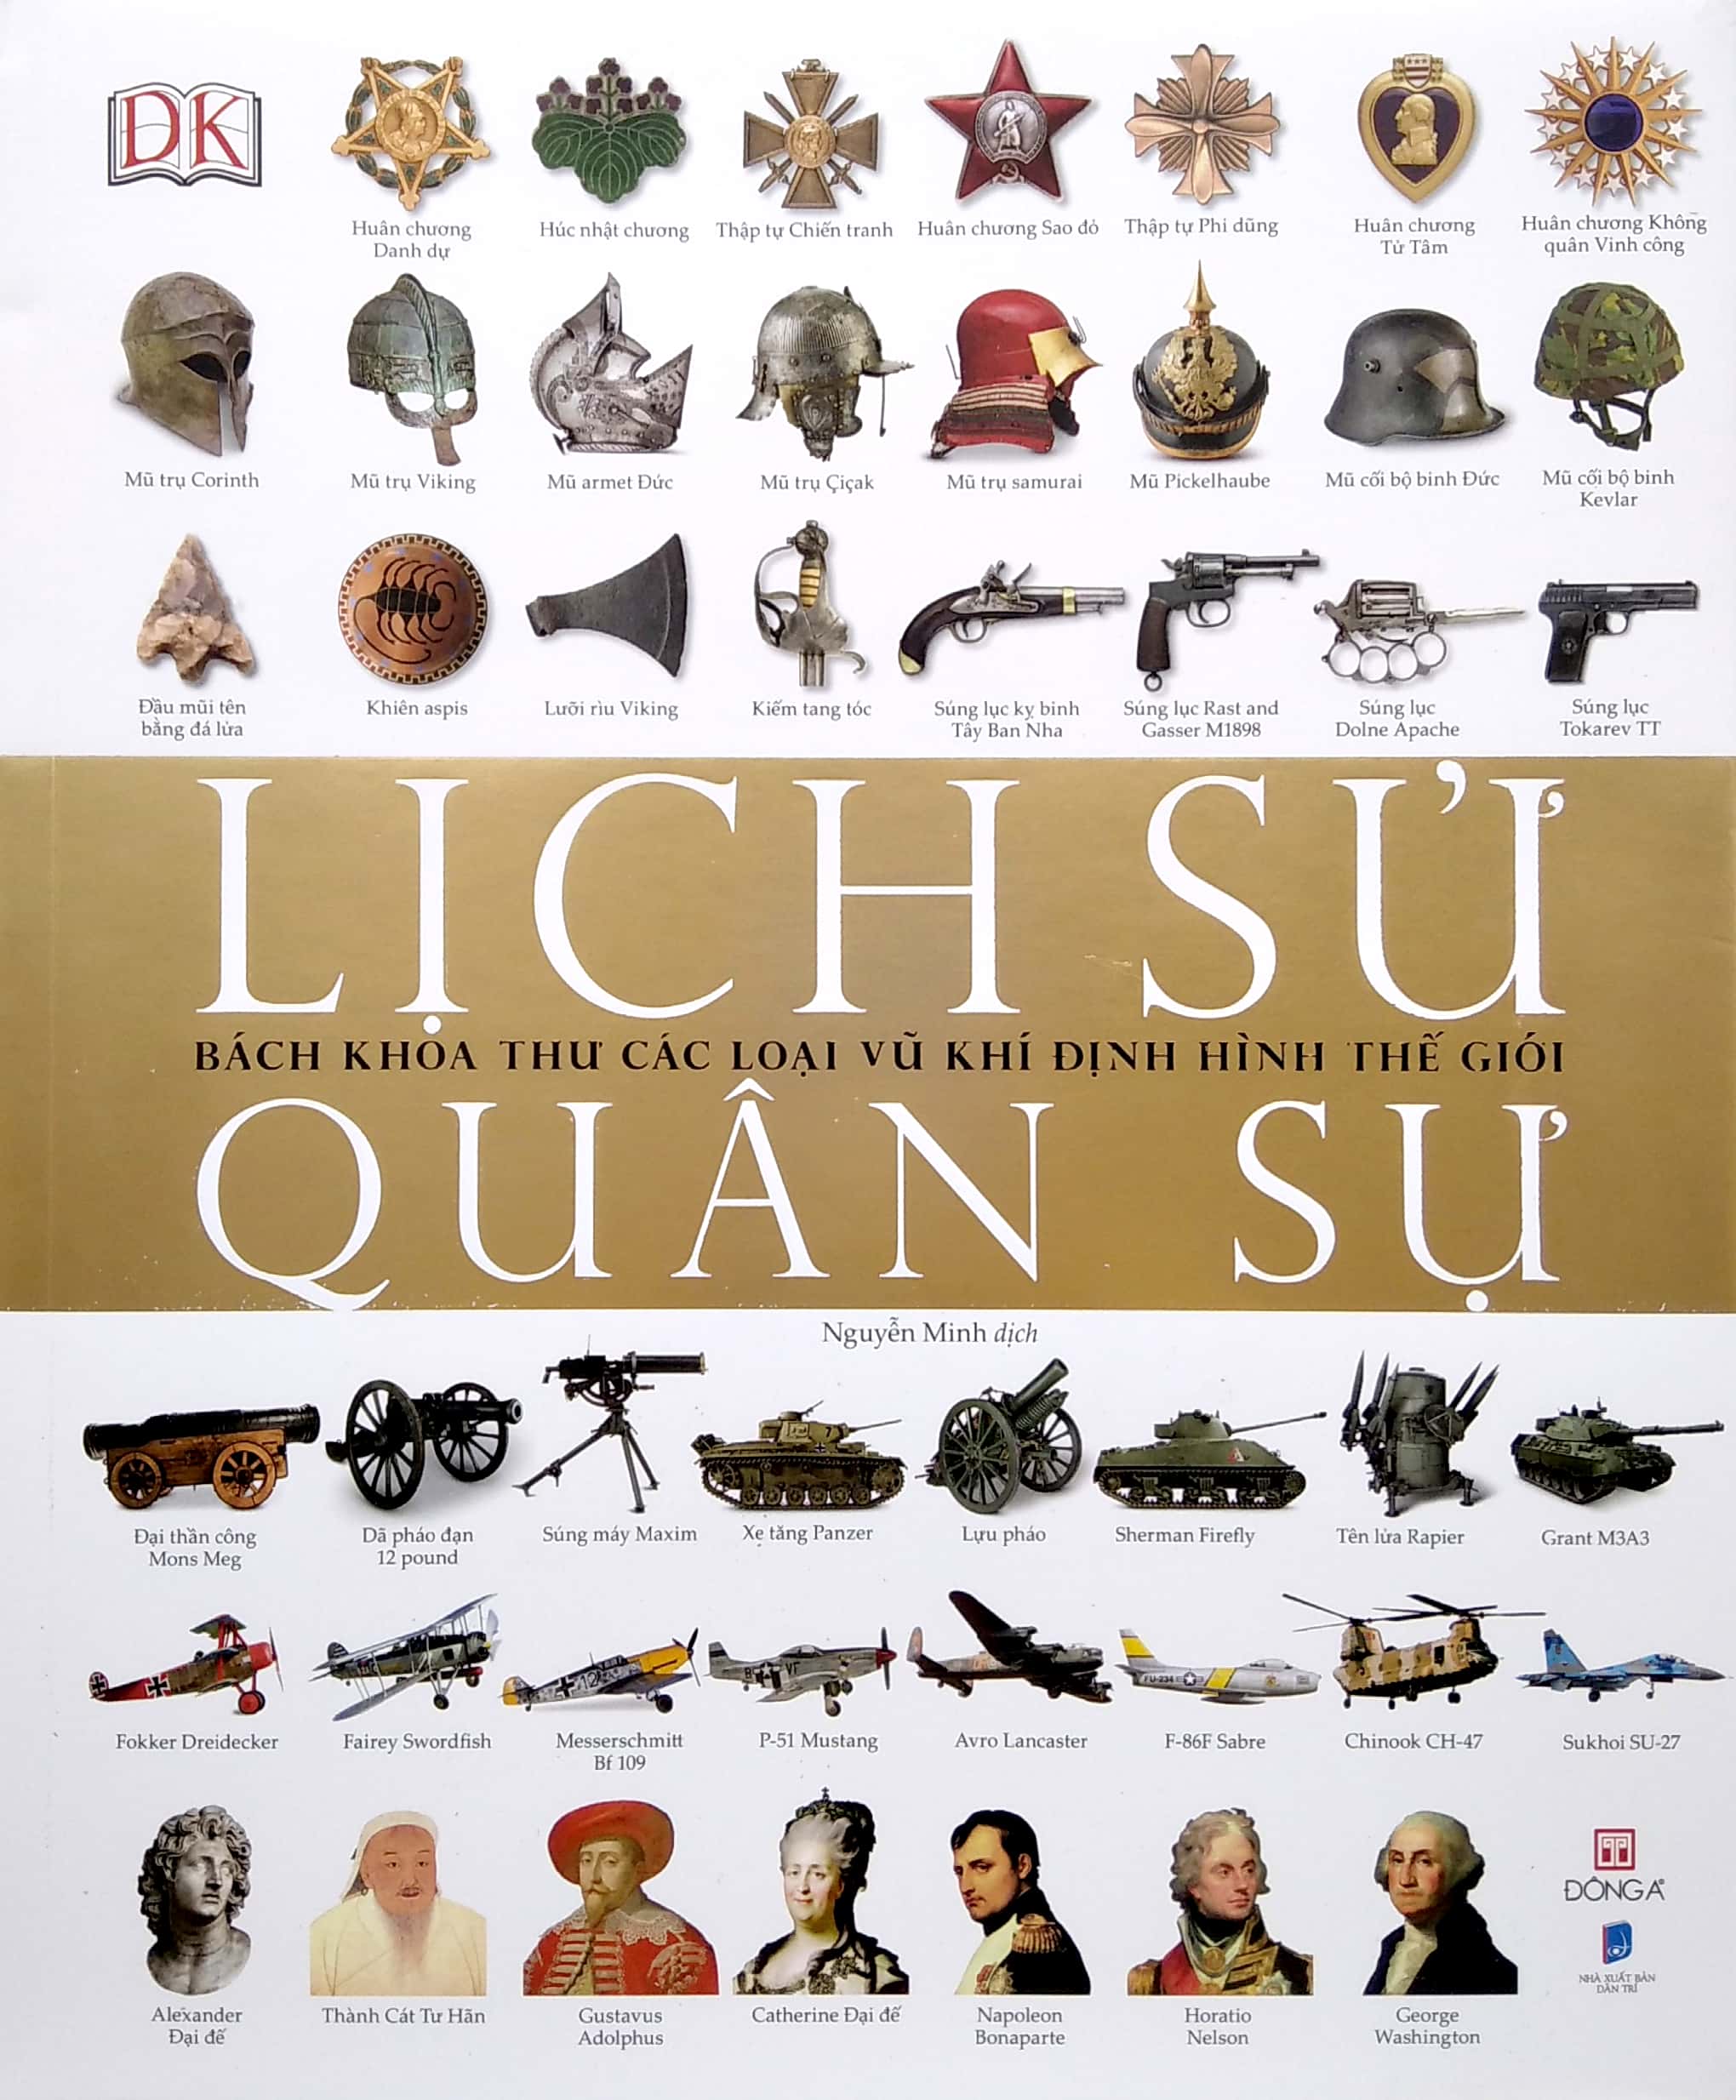 DK
Huân chương
Danh dự
Húc nhật chương
Thập tự Chiến tranh
Huân chương Sao đỏ
Thập tự Phi dũng
Huân chương
Tử Tâm
Huân chương Không
quân Vinh công
Mũ trụ Corinth
Mũ trụ Viking
Mũ armet Đức
Mũ trụ Çiçak
Mũ trụ samurai
Mũ Pickelhaube
Mũ cối bộ binh Đức
Mũ cối bộ binh
Kevlar
Đầu mũi tên
bằng đá lửa
Khiên aspis
Lưỡi rìu Viking
Kiếm tang tóc
Súng lục kỵ binh
Tây Ban Nha
Súng lục Rast and
Gasser M1898
Súng lục
Dolne Apache
Súng lục
Tokarev TT
LỊCH SỬ
BÁCH KHOA THƯ CÁC LOẠI VŨ KHÍ ĐỊNH HÌNH THẾ GIỚI
QUÂN SỰ
Nguyễn Minh dịch
Đại thần công
Mons Meg
Dã pháo đạn
12 pound
Súng máy Maxim
Xe tăng Panzer
Lựu pháo
Sherman Firefly
Tên lửa Rapier
Grant M3A3
FU-234
Fokker Dreidecker
Fairey Swordfish
Messerschmitt
Bf 109
P-51 Mustang
Avro Lancaster
F-86F Sabre
Chinook CH-47
Sukhoi SU-27
Alexander
Đại đế
Thành Cát Tư Hãn
Gustavus
Adolphus
Catherine Đại đế
Napoleon
Bonaparte
Horatio
Nelson
George
Washington
ĐÔNG A
NHÀ XUẤT BẢN
DÂN TRÍ